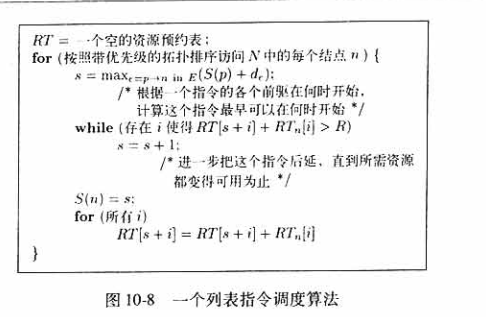 RT = 一个空的资源预约表;
for (按照带优先级的拓扑排序访问 N 中的每个结点 n) {
s = max_{e=p→n in E}(S(p) + d_e);
/* 根据一个指令的各个前驱在何时开始,
计算这个指令最早可以在何时开始 */
while (存在 i 使得 RT[s + i] + RT_n[i] > R)
s = s + 1;
/* 进一步把这个指令后延, 直到所需资源
都变得可用为止 */
S(n) = s;
for (所有 i)
RT[s + i] = RT[s + i] + RT_n[i]
}
图 10-8 一个列表指令调度算法